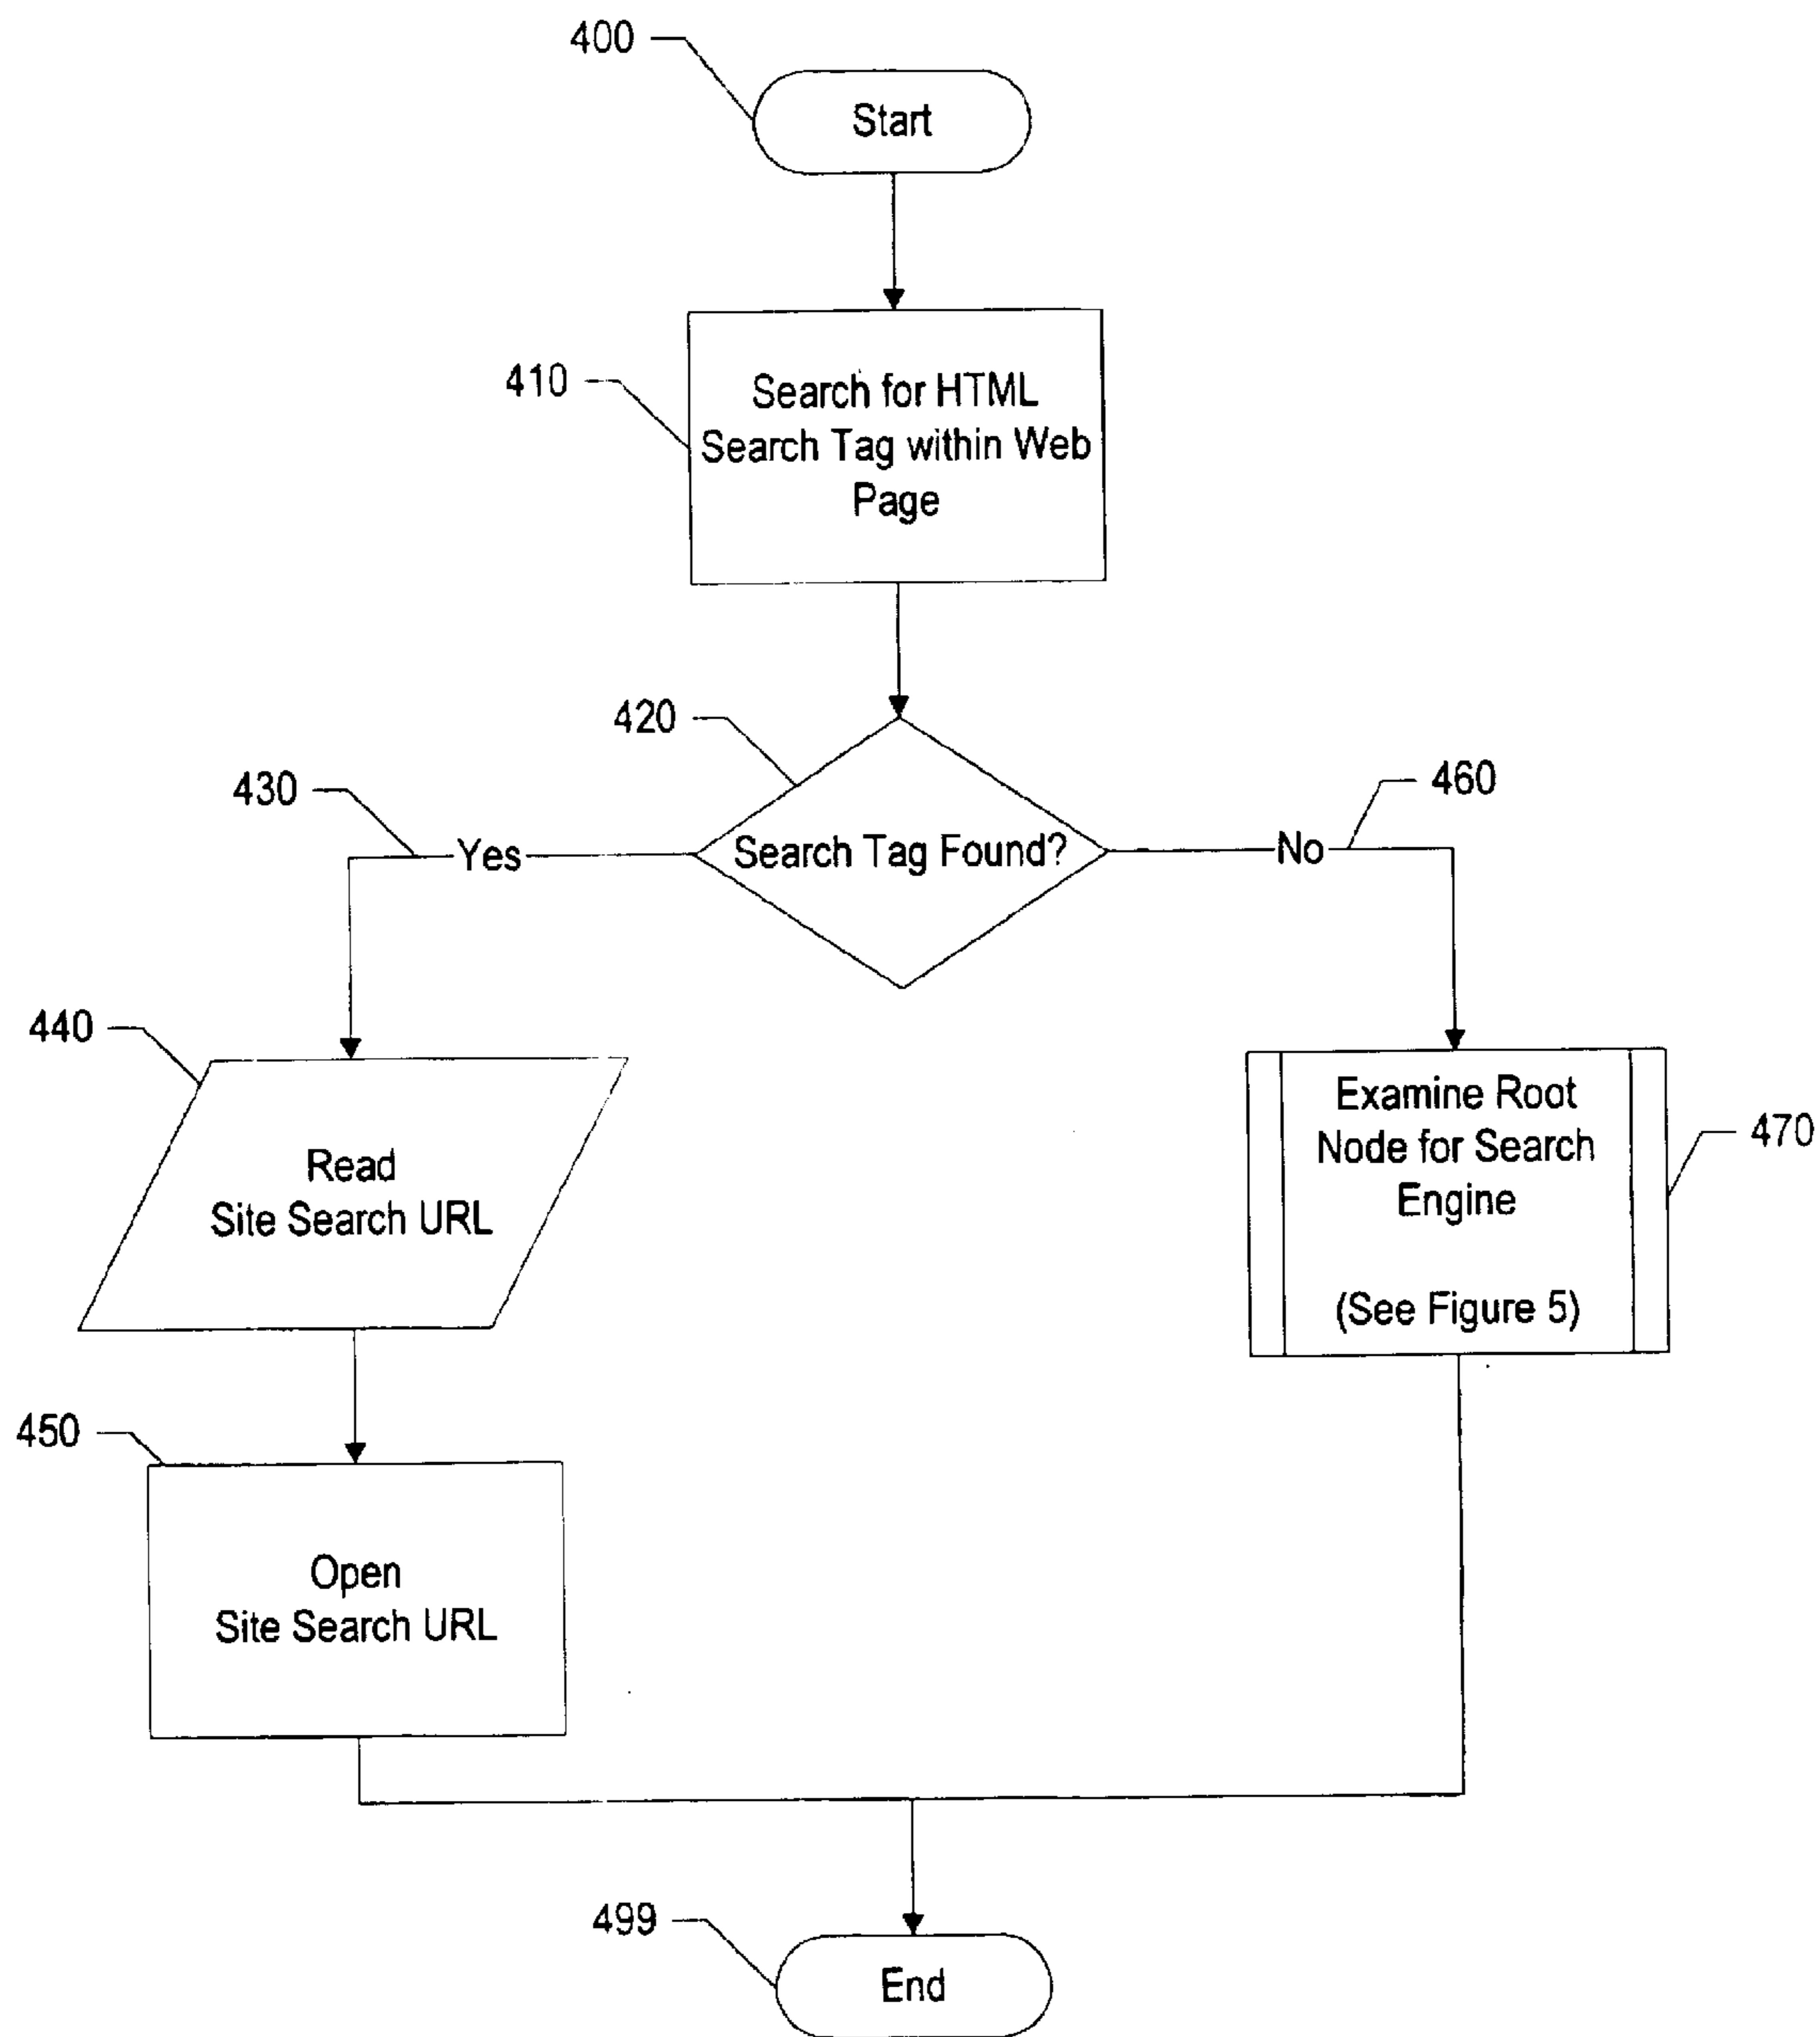 400
Start
410
Search for HTML
Search Tag within Web
Page
420
430
460
Yes
Search Tag Found?
No
440
Read
Site Search URL
Examine Root
Node for Search
Engine
(See Figure 5)
470
450
Open
Site Search URL
499
End